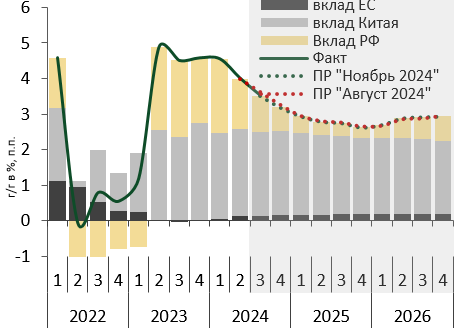 вклад ЕС
вклад Китая
Вклад РФ
Факт
ПР "Ноябрь 2024"
ПР "Август 2024"
г/г в %, п.п.
6
5
4
3
2
1
0
-1
1 2 3 4 1 2 3 4 1 2 3 4 1 2 3 4 1 2 3 4
2022 2023 2024 2025 2026